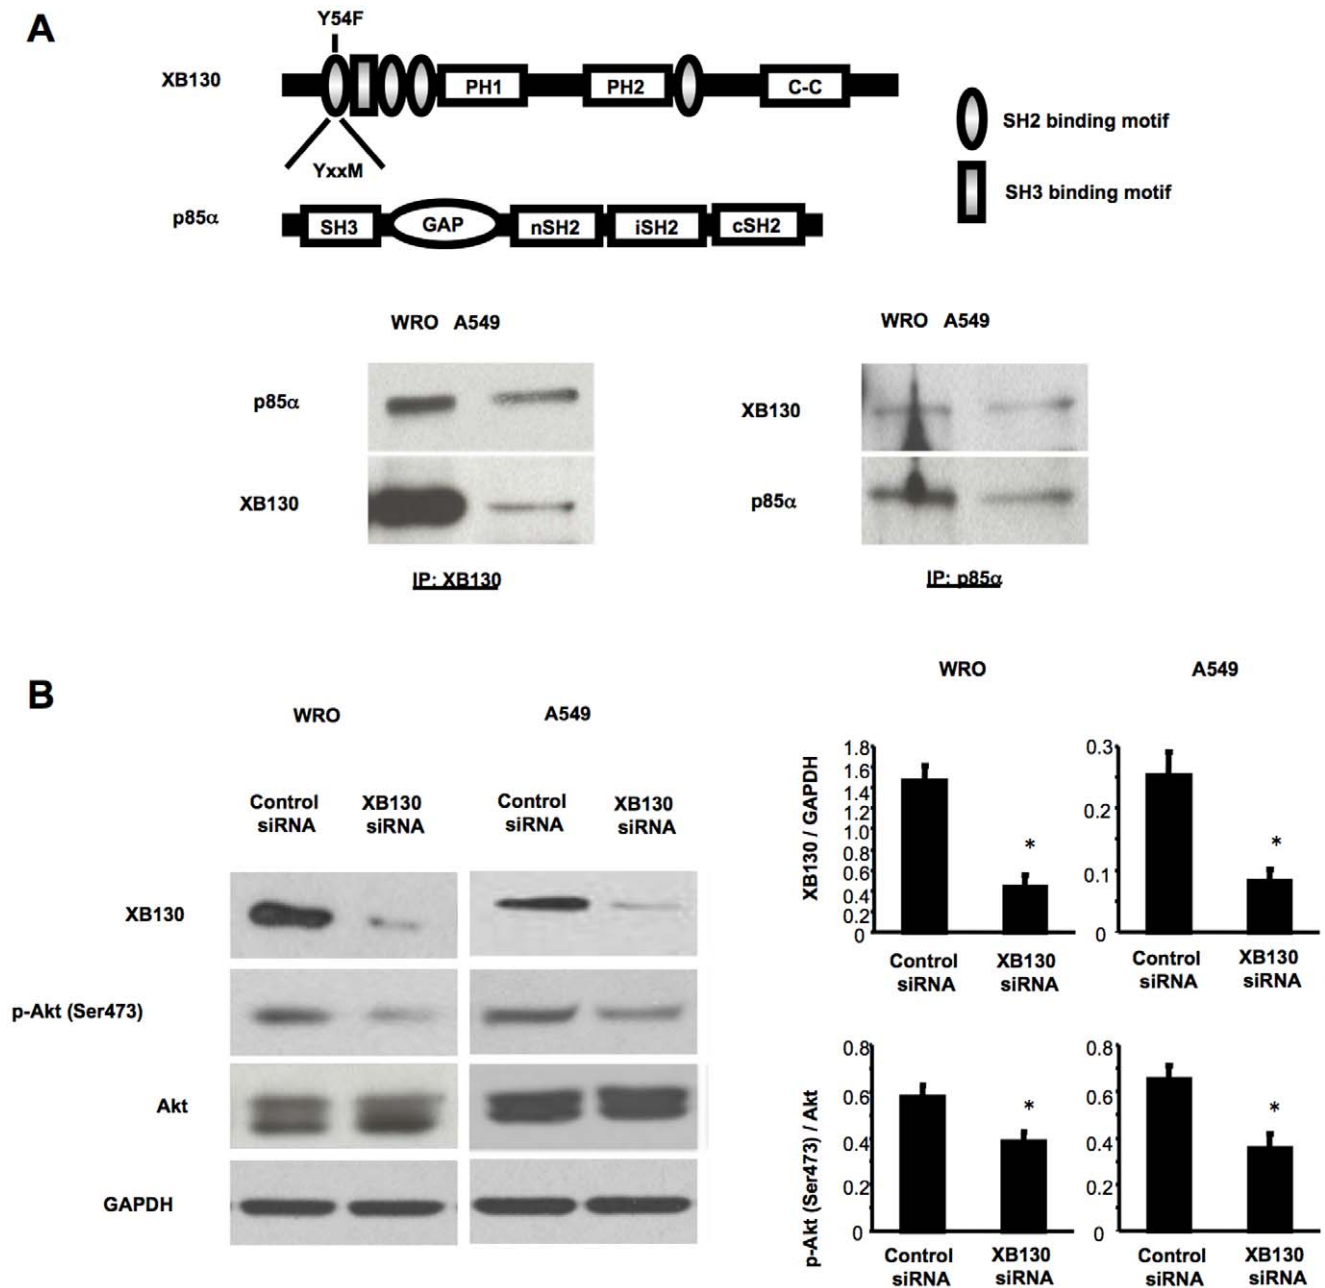 A
Y54F
XB130
PH1 PH2 C-C
SH2 binding motif
YxxM
SH3 binding motif
p85α
SH3 GAP nSH2 iSH2 cSH2
WRO A549
p85α
XB130
IP: XB130
WRO A549
XB130
p85α
IP: p85α
B
WRO A549
Control siRNA
XB130 siRNA
Control siRNA
XB130 siRNA
XB130
p-Akt (Ser473)
Akt
GAPDH
WRO
A549
XB130 / GAPDH
1.8
1.6
1.4
1.2
1.0
0.8
0.6
0.4
0.2
0
*
Control siRNA
XB130 siRNA
0.3
0.2
0.1
0
*
Control siRNA
XB130 siRNA
p-Akt (Ser473) / Akt
0.8
0.6
0.4
0.2
0
*
Control siRNA
XB130 siRNA
0.8
0.6
0.4
0.2
0
*
Control siRNA
XB130 siRNA